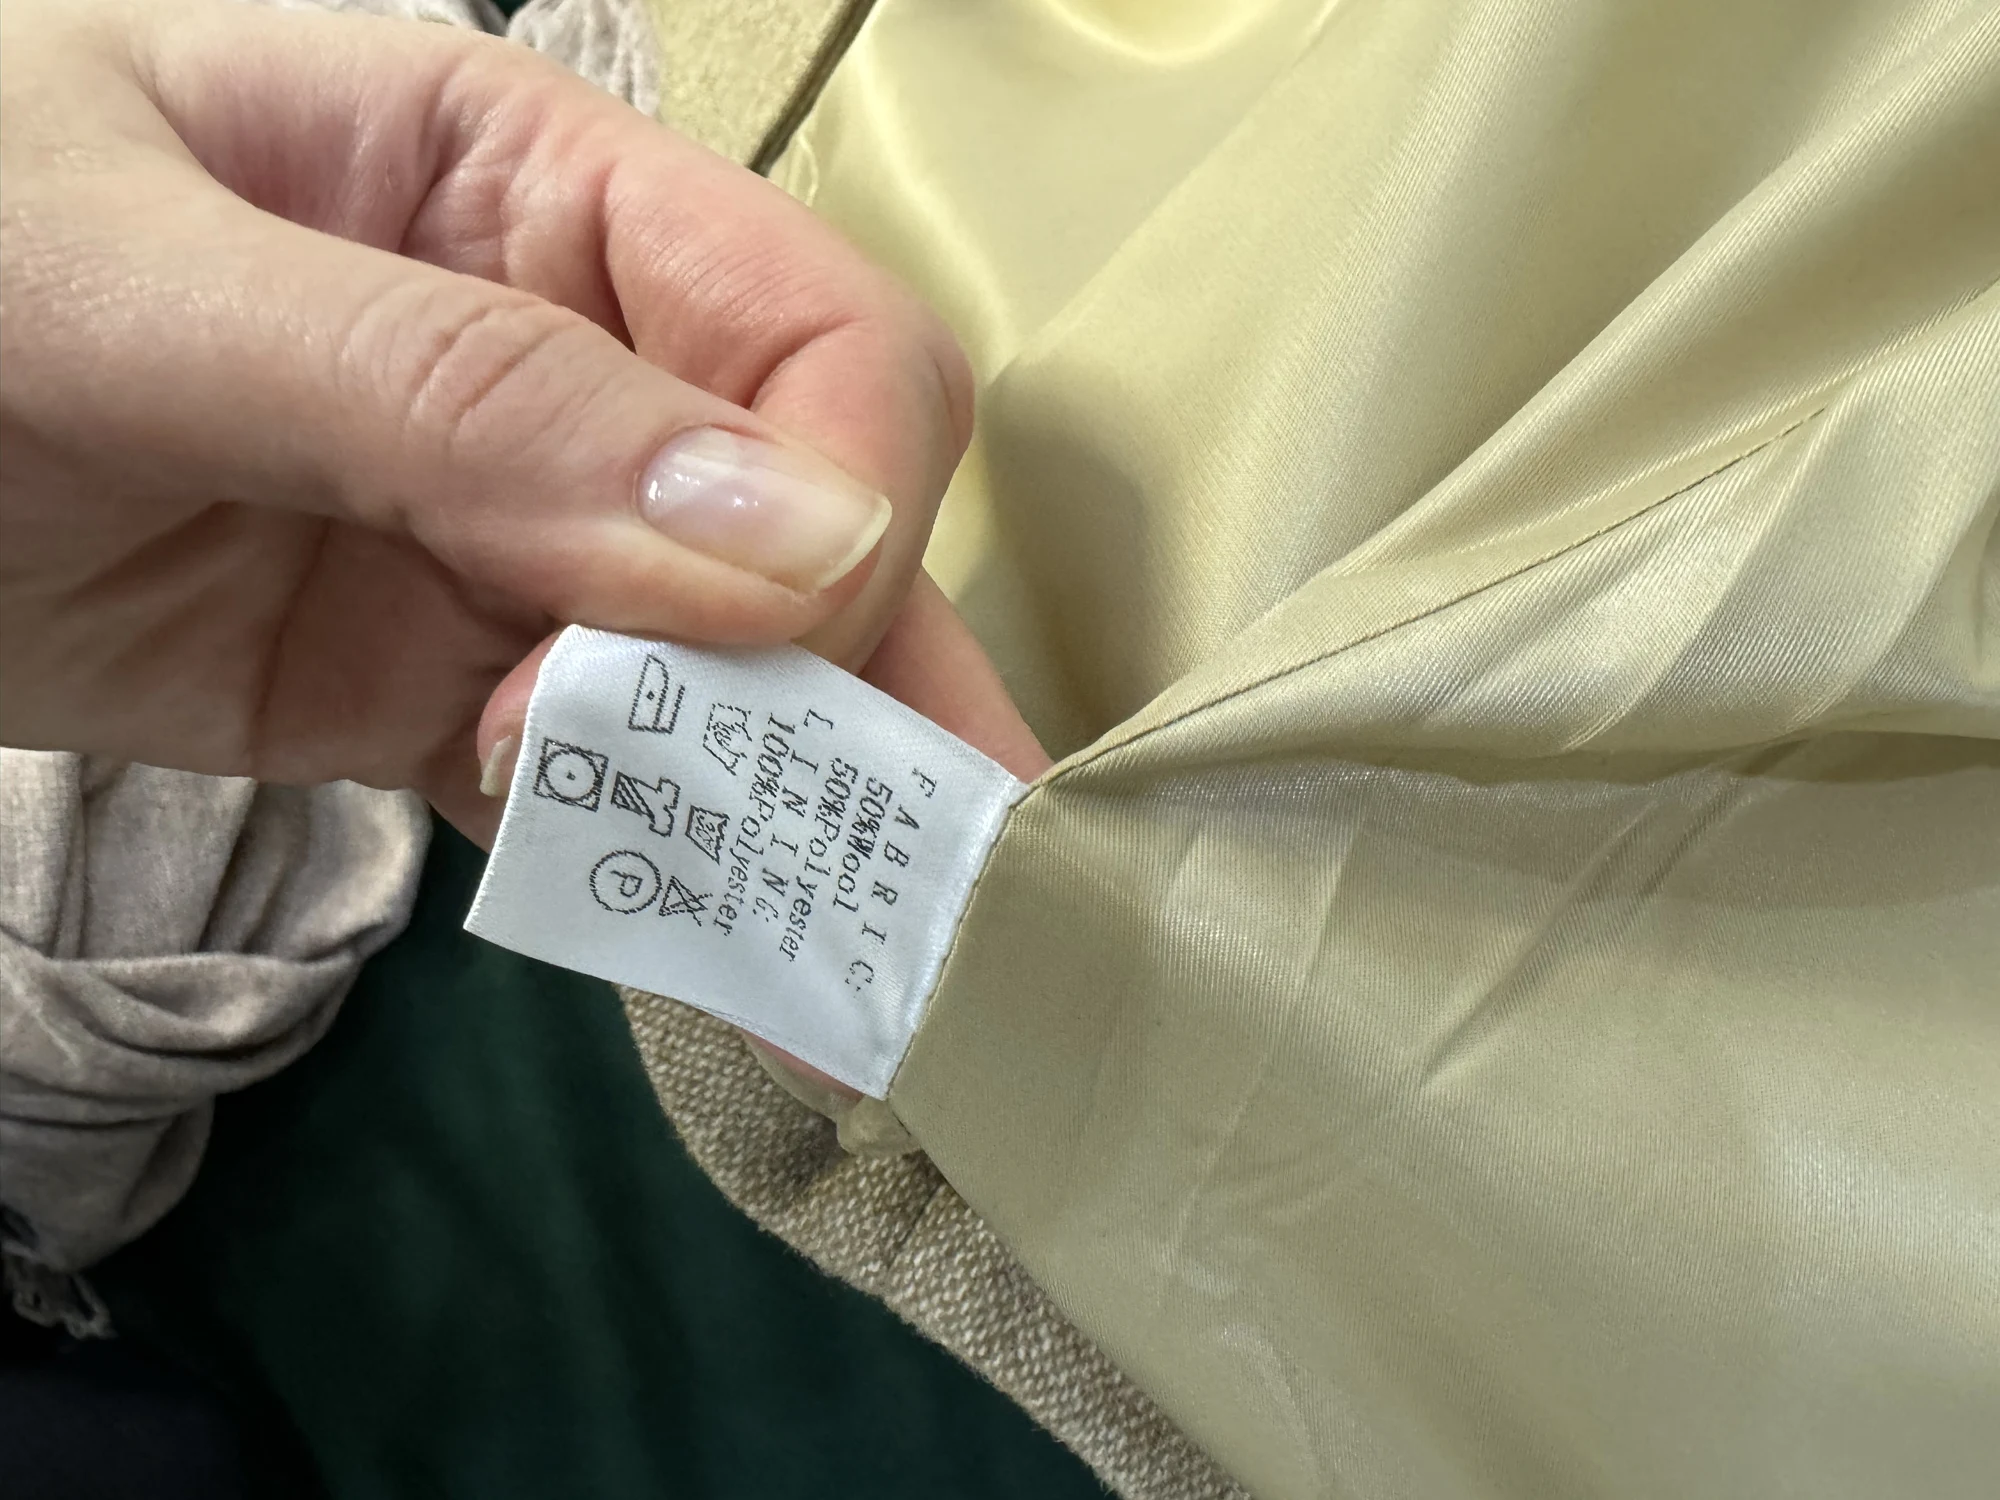 FABRIC:
50%Wool
50%Polyester
LINING:
100%Polyester
P